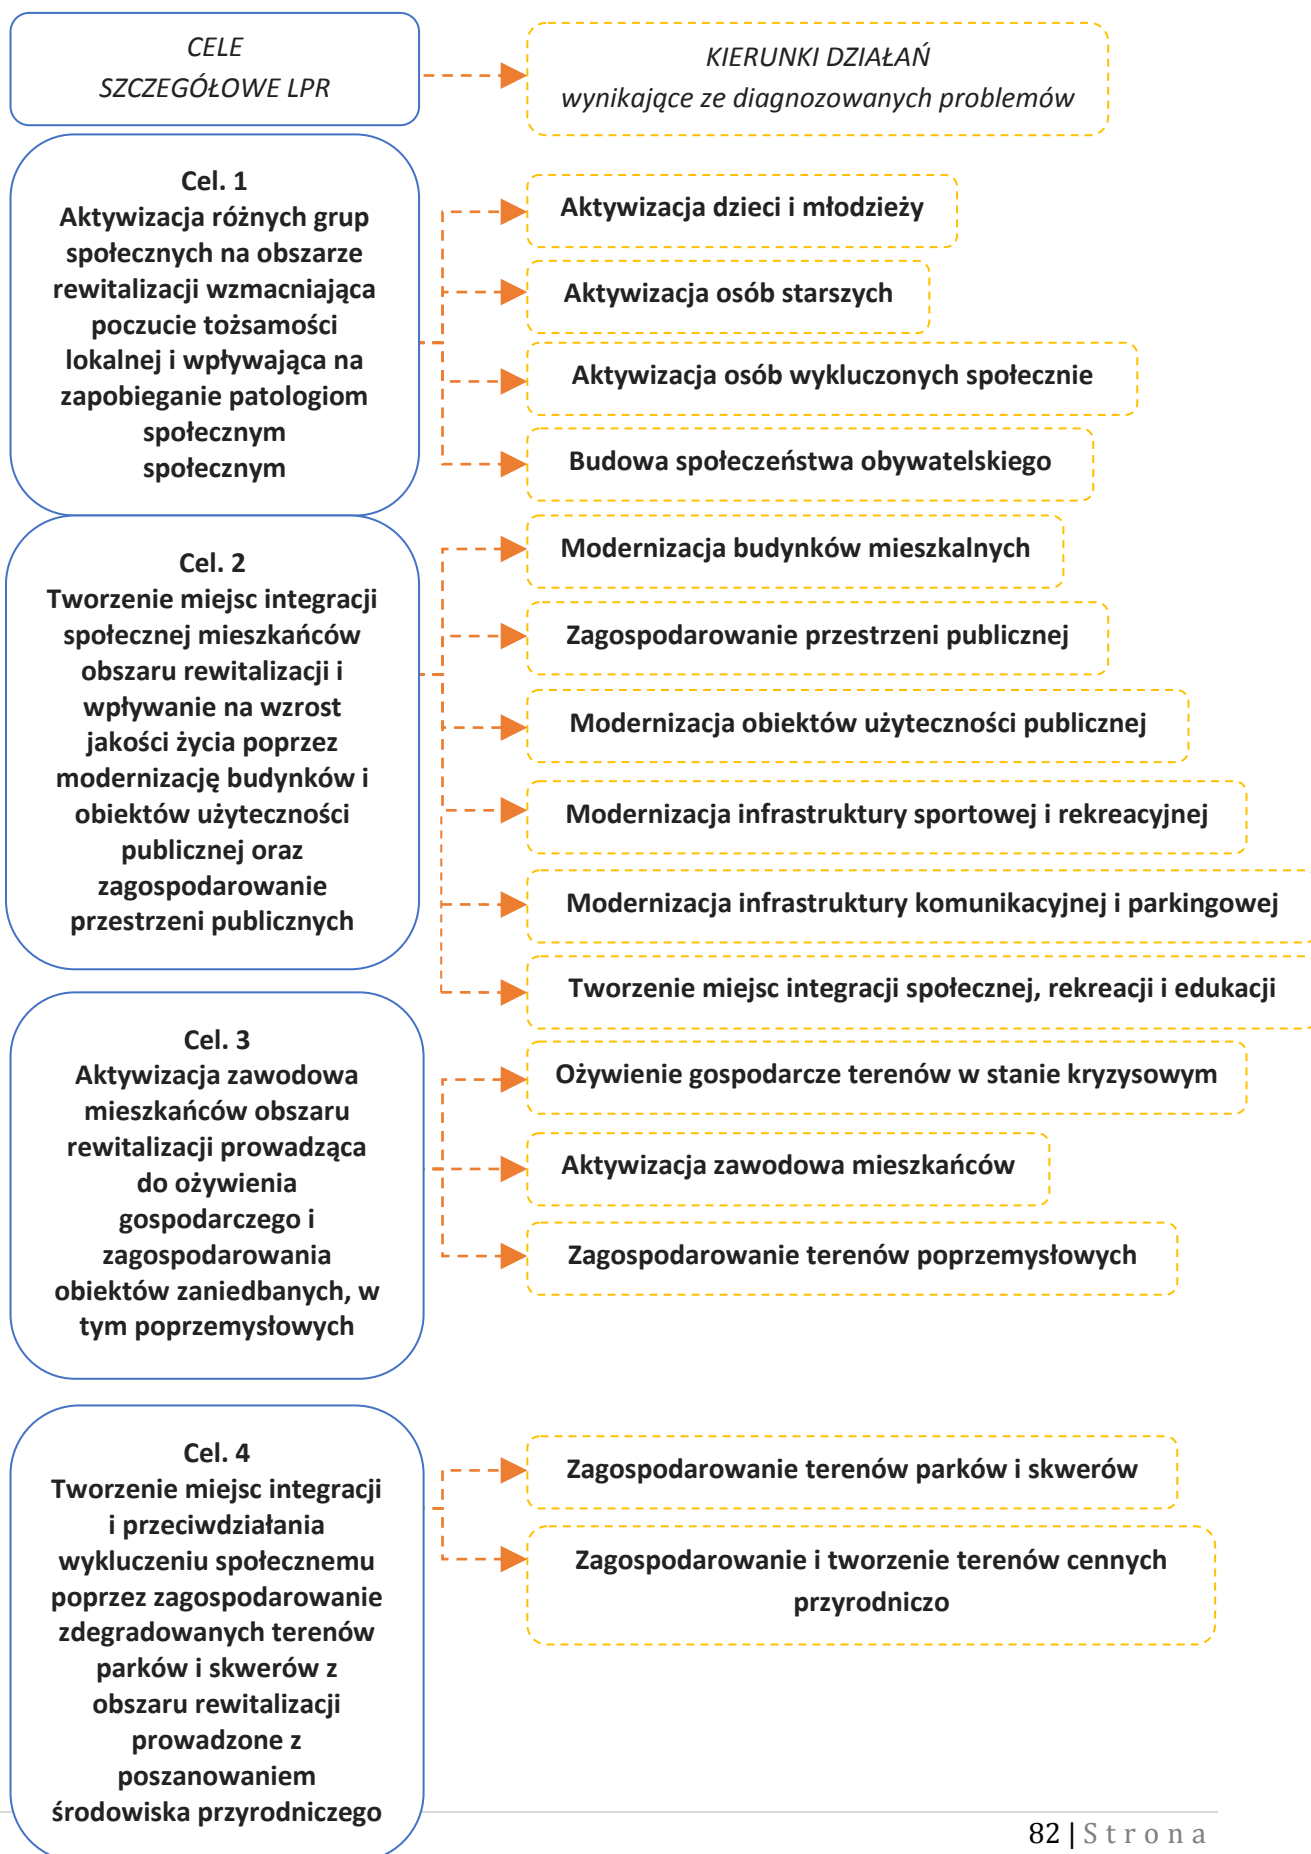 CELE
SZCZEGÓŁOWE LPR
KIERUNKI DZIAŁAŃ
wynikające ze diagnozowanych problemów
Cel. 1
Aktywizacja różnych grup
społecznych na obszarze
rewitalizacji wzmacniająca
poczucie tożsamości
lokalnej i wpływająca na
zapobieganie patologiom
społecznym
społecznym
Aktywizacja dzieci i młodzieży
Aktywizacja osób starszych
Aktywizacja osób wykluczonych społecznie
Budowa społeczeństwa obywatelskiego
Cel. 2
Tworzenie miejsc integracji
społecznej mieszkańców
obszaru rewitalizacji i
wpływanie na wzrost
jakości życia poprzez
modernizację budynków i
obiektów użyteczności
publicznej oraz
zagospodarowanie
przestrzeni publicznych
Modernizacja budynków mieszkalnych
Zagospodarowanie przestrzeni publicznej
Modernizacja obiektów użyteczności publicznej
Modernizacja infrastruktury sportowej i rekreacyjnej
Modernizacja infrastruktury komunikacyjnej i parkingowej
Tworzenie miejsc integracji społecznej, rekreacji i edukacji
Cel. 3
Aktywizacja zawodowa
mieszkańców obszaru
rewitalizacji prowadząca
do ożywienia
gospodarczego i
zagospodarowania
obiektów zaniedbanych, w
tym poprzemysłowych
Ożywienie gospodarcze terenów w stanie kryzysowym
Aktywizacja zawodowa mieszkańców
Zagospodarowanie terenów poprzemysłowych
Cel. 4
Tworzenie miejsc integracji
i przeciwdziałania
wykluczeniu społecznemu
poprzez zagospodarowanie
zdegradowanych terenów
parków i skwerów z
obszaru rewitalizacji
prowadzone z
poszanowaniem
środowiska przyrodniczego
Zagospodarowanie terenów parków i skwerów
Zagospodarowanie i tworzenie terenów cennych
przyrodniczo
82 | S t r o n a